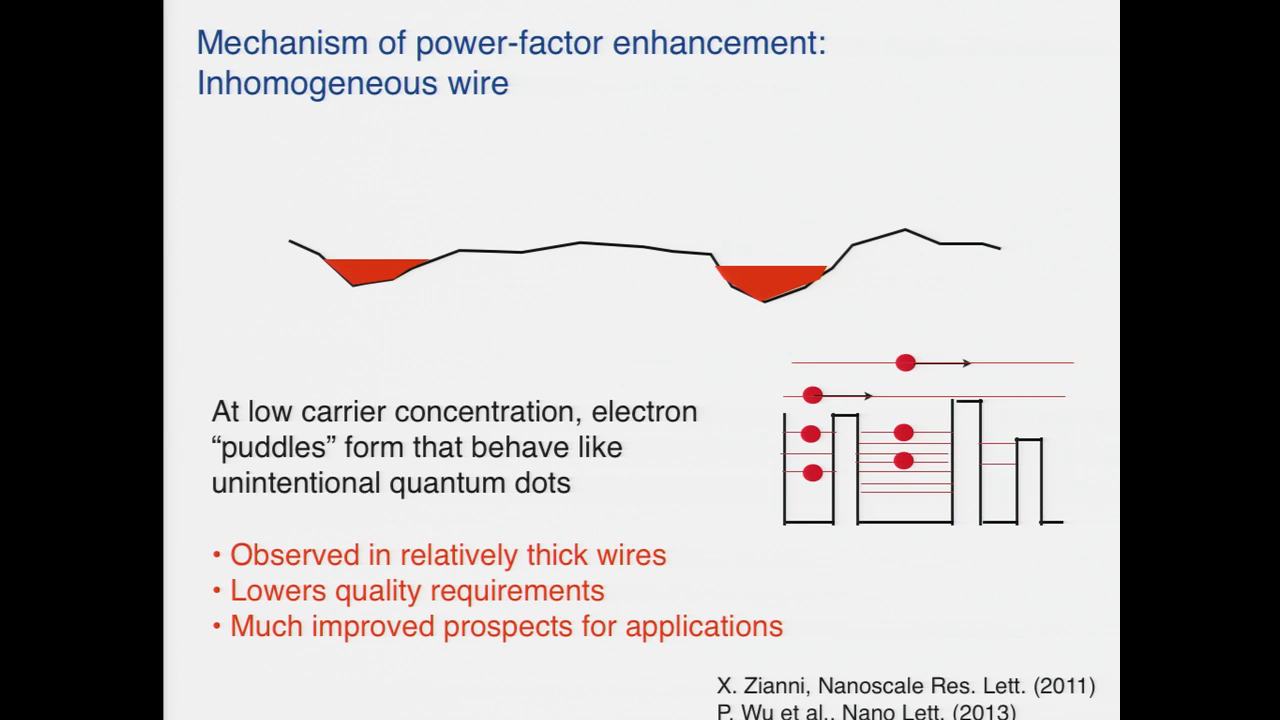 Mechanism of power-factor enhancement:
Inhomogeneous wire
At low carrier concentration, electron
“puddles” form that behave like
unintentional quantum dots
• Observed in relatively thick wires
• Lowers quality requirements
• Much improved prospects for applications
X. Zianni, Nanoscale Res. Lett. (2011)
P. Wu et al., Nano Lett. (2013)